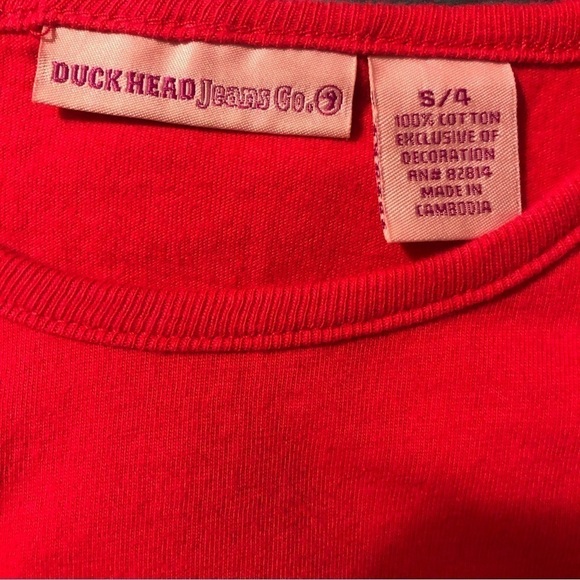 DUCK HEAD Jeans Co.
S/4
100% COTTON
EXCLUSIVE OF
DECORATION
RN# 82814
MADE IN
CAMBODIA